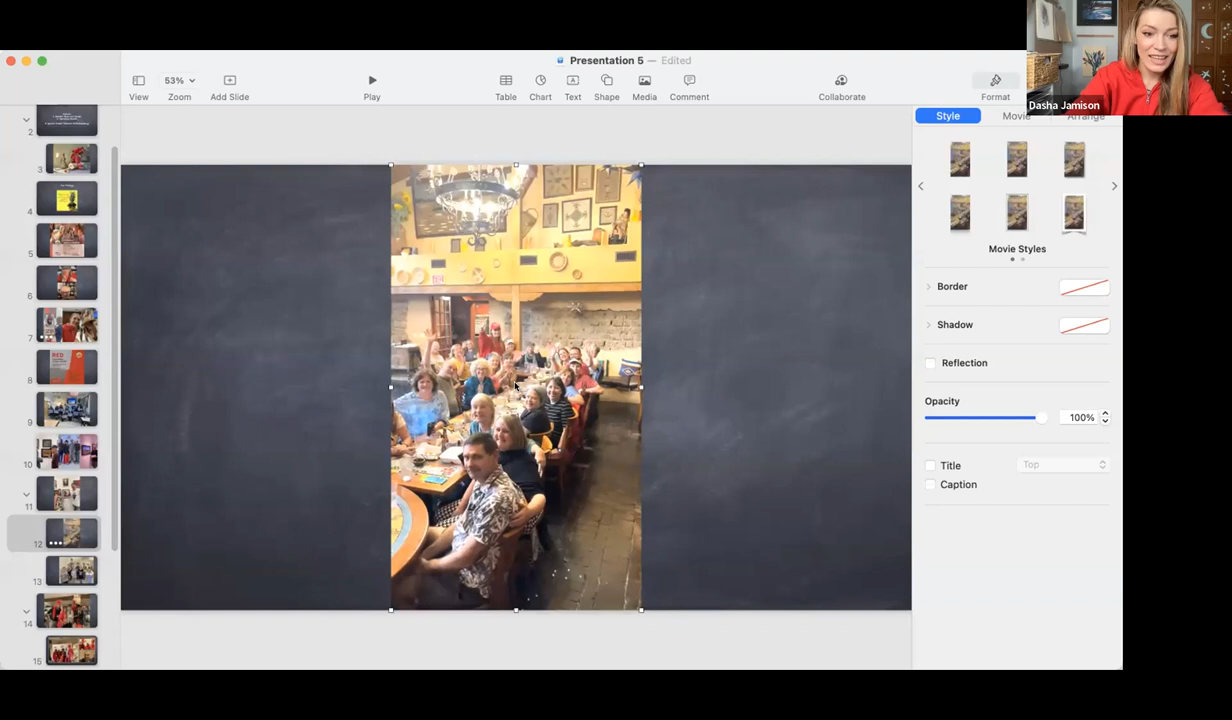 Presentation 5 — Edited
View
53%
Zoom
Add Slide
Play
Table
Chart
Text
Shape
Media
Comment
Collaborate
Format
Dasha Jamison
Style
Movie
Arrange
Movie Styles
Border
Shadow
Reflection
Opacity
100%
Title
Top
Caption
2
3
4
5
6
7
8
9
10
11
12
13
14
15